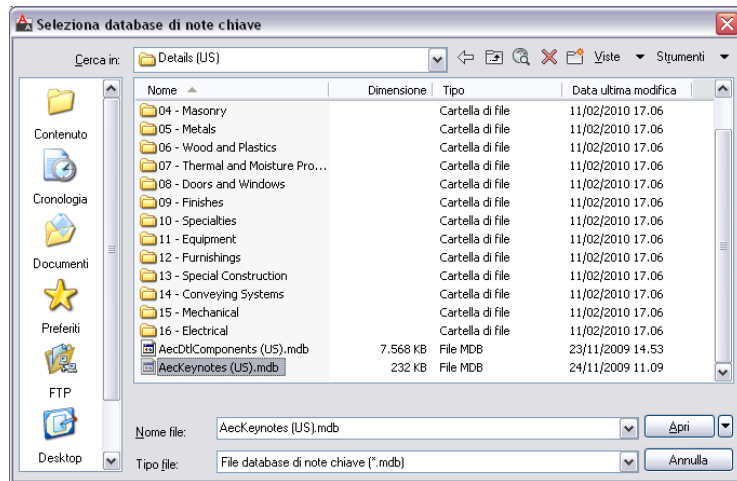 Seleziona database di note chiave
Cerca in: Details (US) Viste Strumenti
Nome Dimensione Tipo Data ultima modifica
04 - Masonry Cartella di file 11/02/2010 17.06
05 - Metals Cartella di file 11/02/2010 17.06
06 - Wood and Plastics Cartella di file 11/02/2010 17.06
07 - Thermal and Moisture Pro... Cartella di file 11/02/2010 17.06
08 - Doors and Windows Cartella di file 11/02/2010 17.06
09 - Finishes Cartella di file 11/02/2010 17.06
10 - Specialties Cartella di file 11/02/2010 17.06
11 - Equipment Cartella di file 11/02/2010 17.06
12 - Furnishings Cartella di file 11/02/2010 17.06
13 - Special Construction Cartella di file 11/02/2010 17.06
14 - Conveying Systems Cartella di file 11/02/2010 17.06
15 - Mechanical Cartella di file 11/02/2010 17.06
16 - Electrical Cartella di file 11/02/2010 17.06
AecDtlComponents (US).mdb 7.568 KB File MDB 23/11/2009 14.53
AecKeynotes (US).mdb 232 KB File MDB 24/11/2009 11.09
Contenuto
Cronologia
Documenti
Preferiti
FTP
Desktop
Nome file: AecKeynotes (US).mdb Apri
Tipo file: File database di note chiave (*.mdb) Annulla